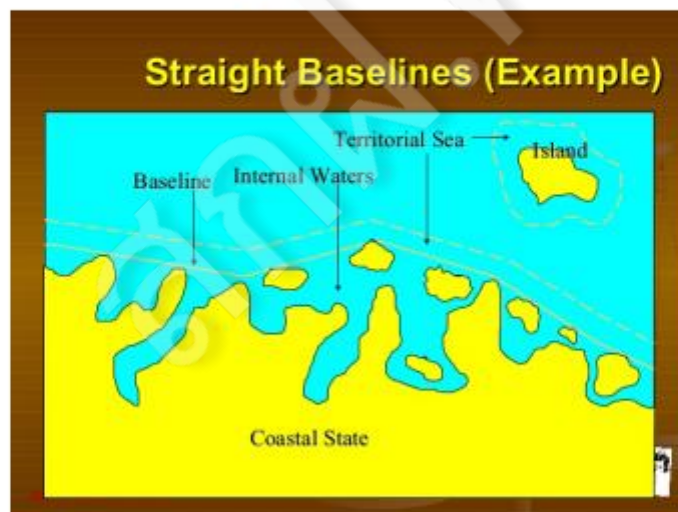 Straight Baselines (Example)
Territorial Sea
Island
Baseline
Internal Waters
Coastal State